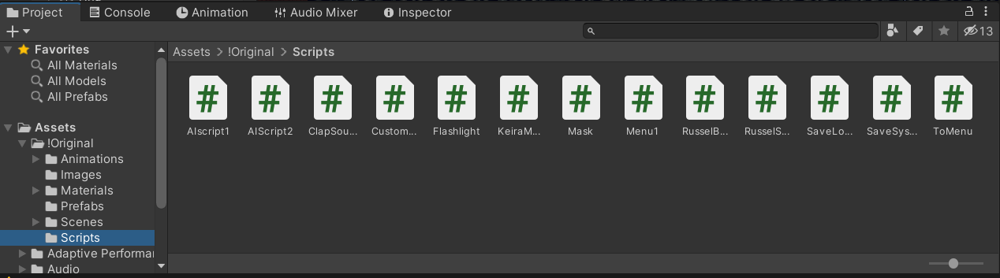 Project Console Animation Audio Mixer Inspector
13
Favorites
All Materials
All Models
All Prefabs
Assets
!Original
Animations
Images
Materials
Prefabs
Scenes
Scripts
Adaptive Performa
Audio
Assets > !Original > Scripts
AIscript1 AIScript2 ClapSou... Custom... Flashlight KeiraM... Mask Menu1 RusselB... RusselS... SaveLo... SaveSys... ToMenu